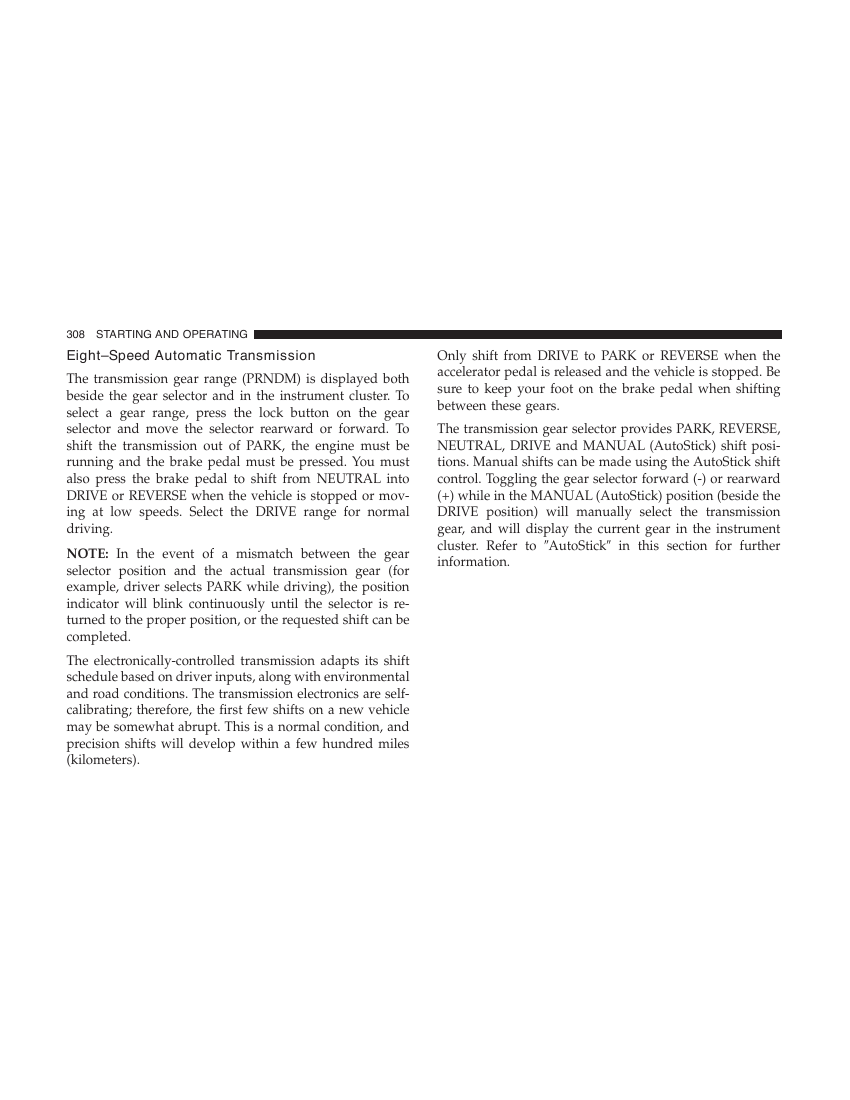 308 STARTING AND OPERATING
Eight–Speed Automatic Transmission
The transmission gear range (PRNDM) is displayed both
beside the gear selector and in the instrument cluster. To
select a gear range, press the lock button on the gear
selector and move the selector rearward or forward. To
shift the transmission out of PARK, the engine must be
running and the brake pedal must be pressed. You must
also press the brake pedal to shift from NEUTRAL into
DRIVE or REVERSE when the vehicle is stopped or mov-
ing at low speeds. Select the DRIVE range for normal
driving.
NOTE: In the event of a mismatch between the gear
selector position and the actual transmission gear (for
example, driver selects PARK while driving), the position
indicator will blink continuously until the selector is re-
turned to the proper position, or the requested shift can be
completed.
The electronically-controlled transmission adapts its shift
schedule based on driver inputs, along with environmental
and road conditions. The transmission electronics are self-
calibrating; therefore, the first few shifts on a new vehicle
may be somewhat abrupt. This is a normal condition, and
precision shifts will develop within a few hundred miles
(kilometers).
Only shift from DRIVE to PARK or REVERSE when the
accelerator pedal is released and the vehicle is stopped. Be
sure to keep your foot on the brake pedal when shifting
between these gears.
The transmission gear selector provides PARK, REVERSE,
NEUTRAL, DRIVE and MANUAL (AutoStick) shift posi-
tions. Manual shifts can be made using the AutoStick shift
control. Toggling the gear selector forward (-) or rearward
(+) while in the MANUAL (AutoStick) position (beside the
DRIVE position) will manually select the transmission
gear, and will display the current gear in the instrument
cluster. Refer to ″AutoStick″ in this section for further
information.